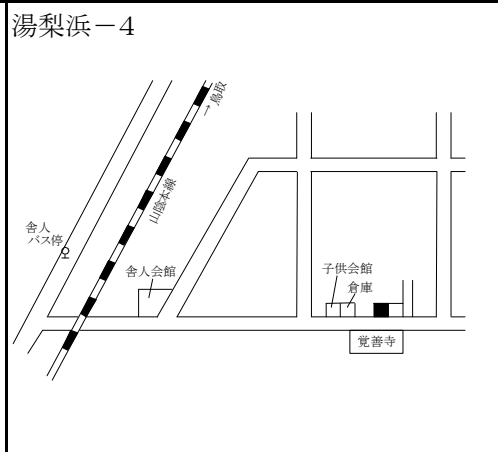 湯梨浜－4
→鳥取
山陰本線
舎人
バス停
舎人会館
子供会館
倉庫
覚善寺